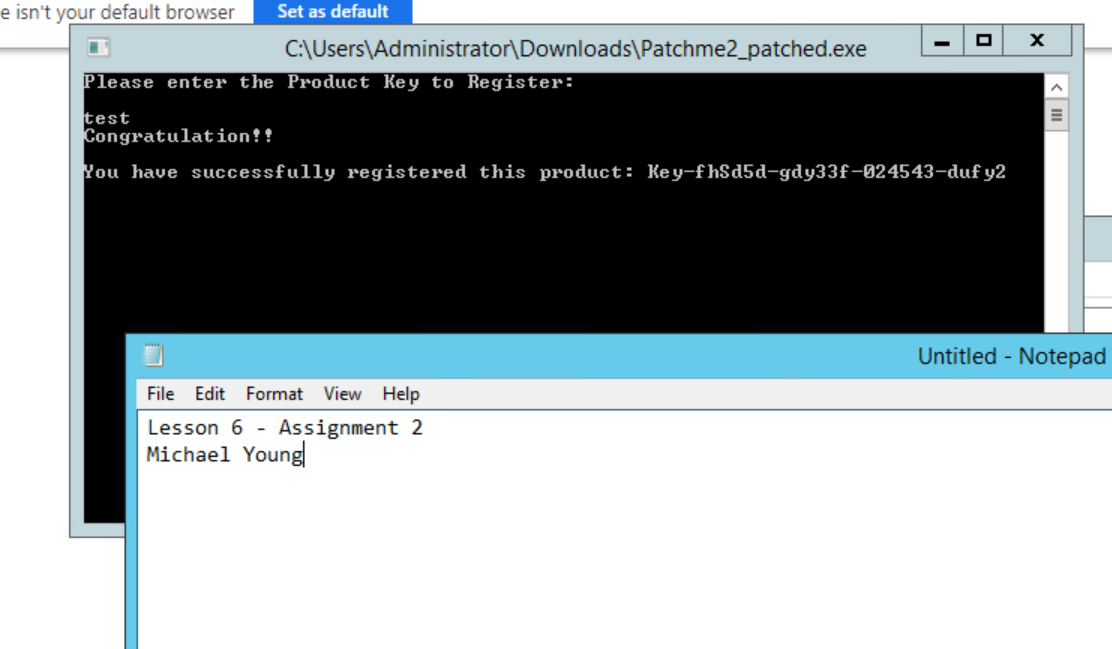 e isn't your default browser Set as default
C:\Users\Administrator\Downloads\Patchme2_patched.exe
Please enter the Product Key to Register:
test
Congratulation!!
You have successfully registered this product: Key-fhSd5d-gdy33f-024543-dufy2
Untitled - Notepad
File Edit Format View Help
Lesson 6 - Assignment 2
Michael Young